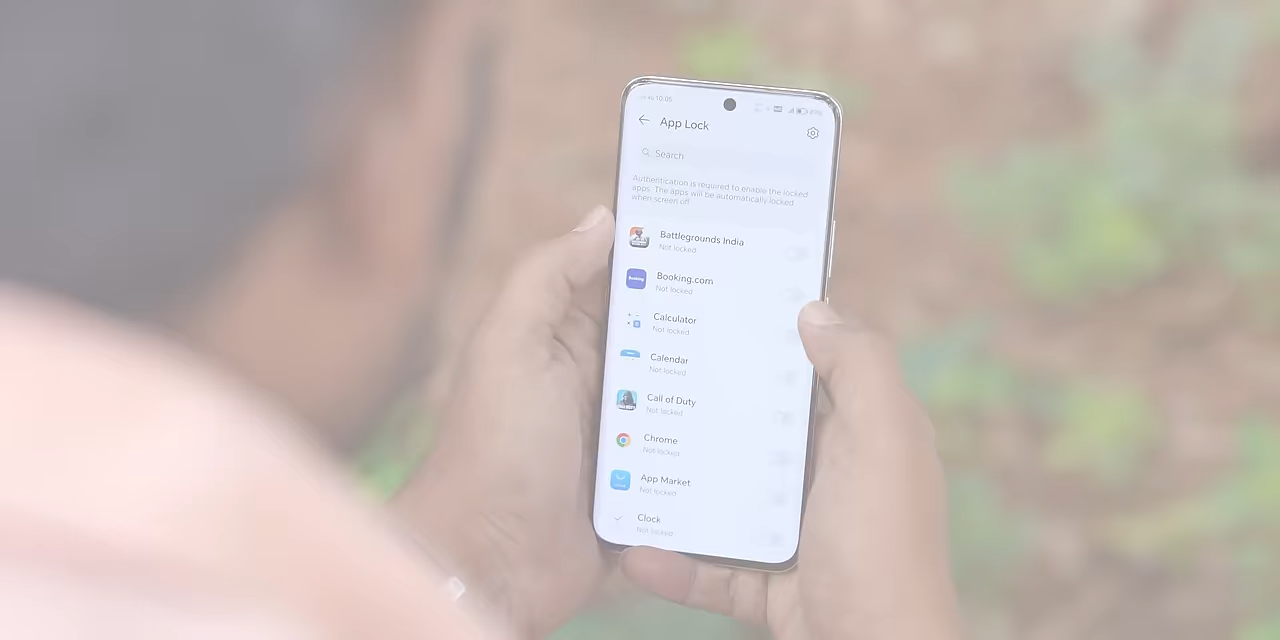 10:05
App Lock
Search
Authentication is required to enable the locked
apps. The apps will be automatically locked
when screen off
Battlegrounds India
Not locked
Booking.com
Not locked
Calculator
Not locked
Calendar
Not locked
Call of Duty
Not locked
Chrome
Not locked
App Market
Not locked
Clock
Not locked